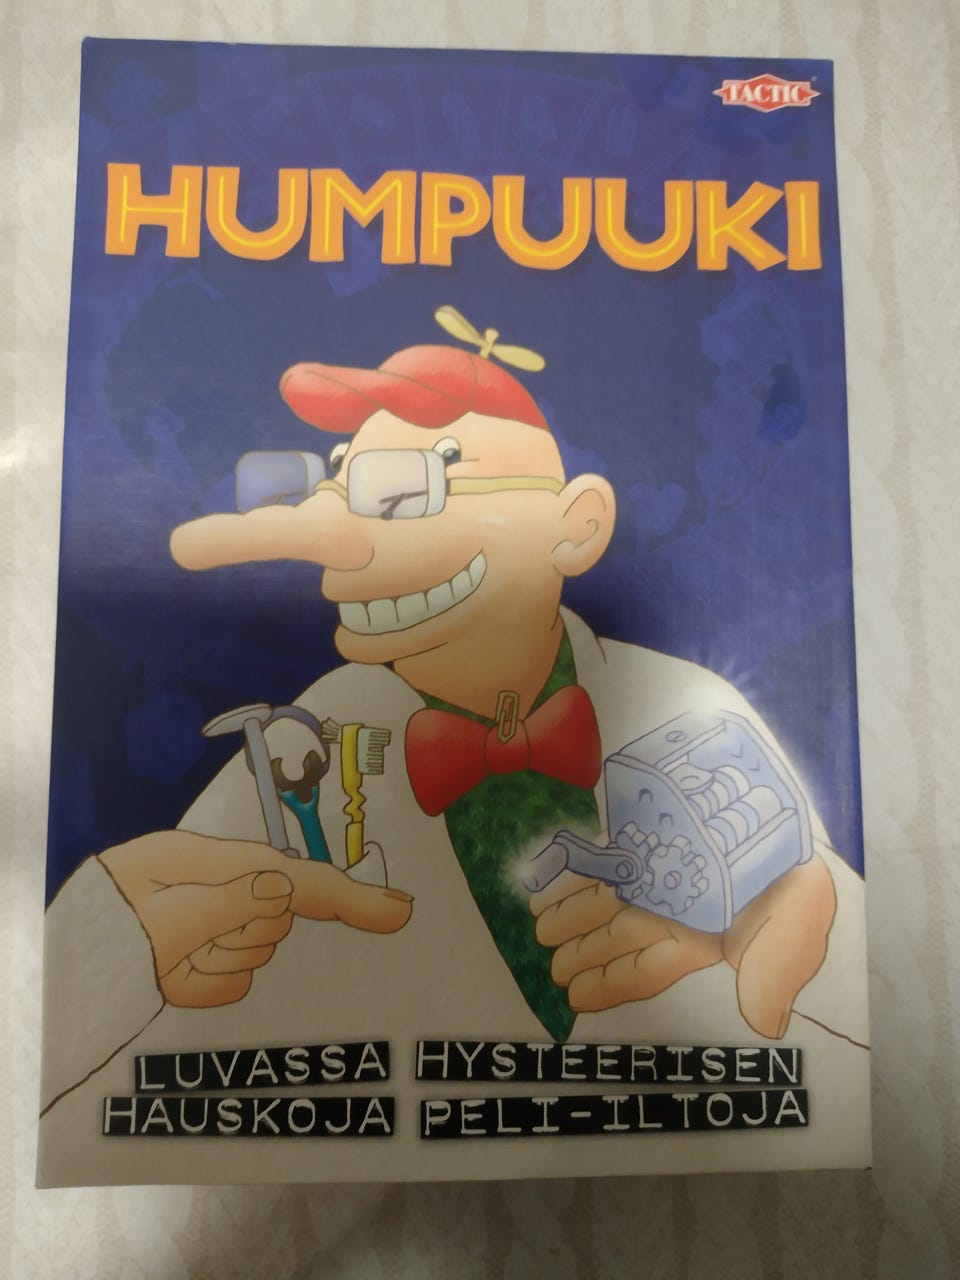 TACTIC
HUMPUUKI
LUVASSA HYSTEERISEN
HAUSKOJA PELI-ILTOJA